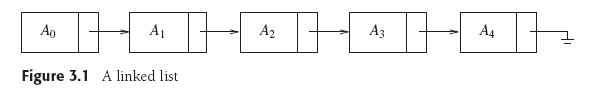 A₀ A₁ A₂ A₃ A₄
Figure 3.1 A linked list